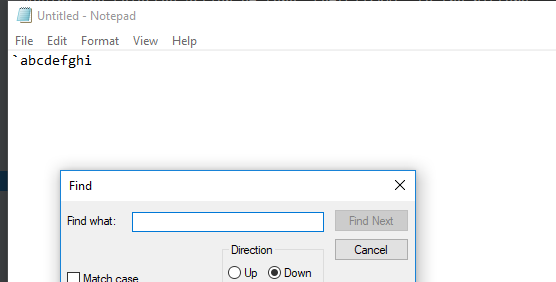 Untitled - Notepad
File Edit Format View Help
`abcdefghi
Find
Find what: Find Next
Cancel
Direction
Match case Up Down